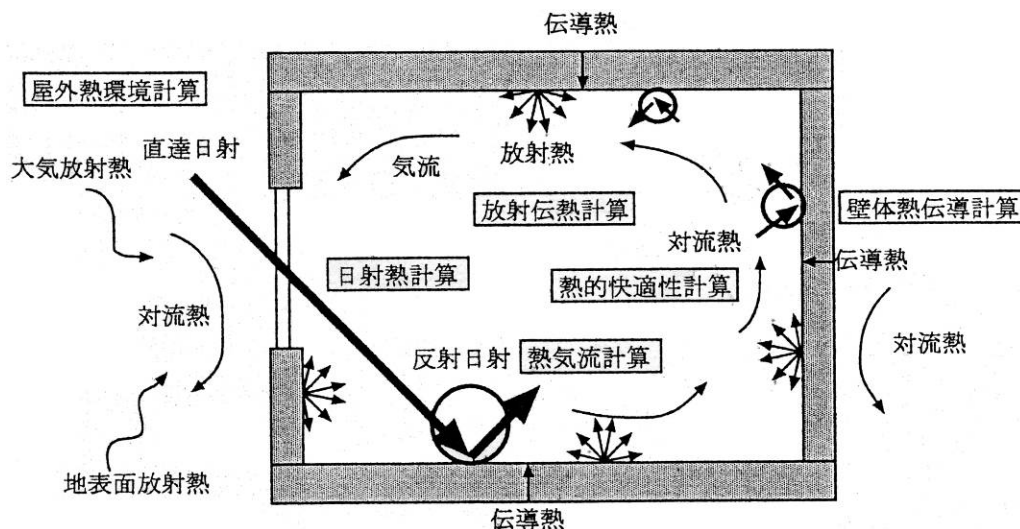 伝導熱
屋外熱環境計算
直達日射
大気放射熱
放射熱
気流
放射伝熱計算
壁体熱伝導計算
対流熱
伝導熱
日射熱計算
熱的快適性計算
対流熱
対流熱
反射日射
熱気流計算
地表面放射熱
伝導熱